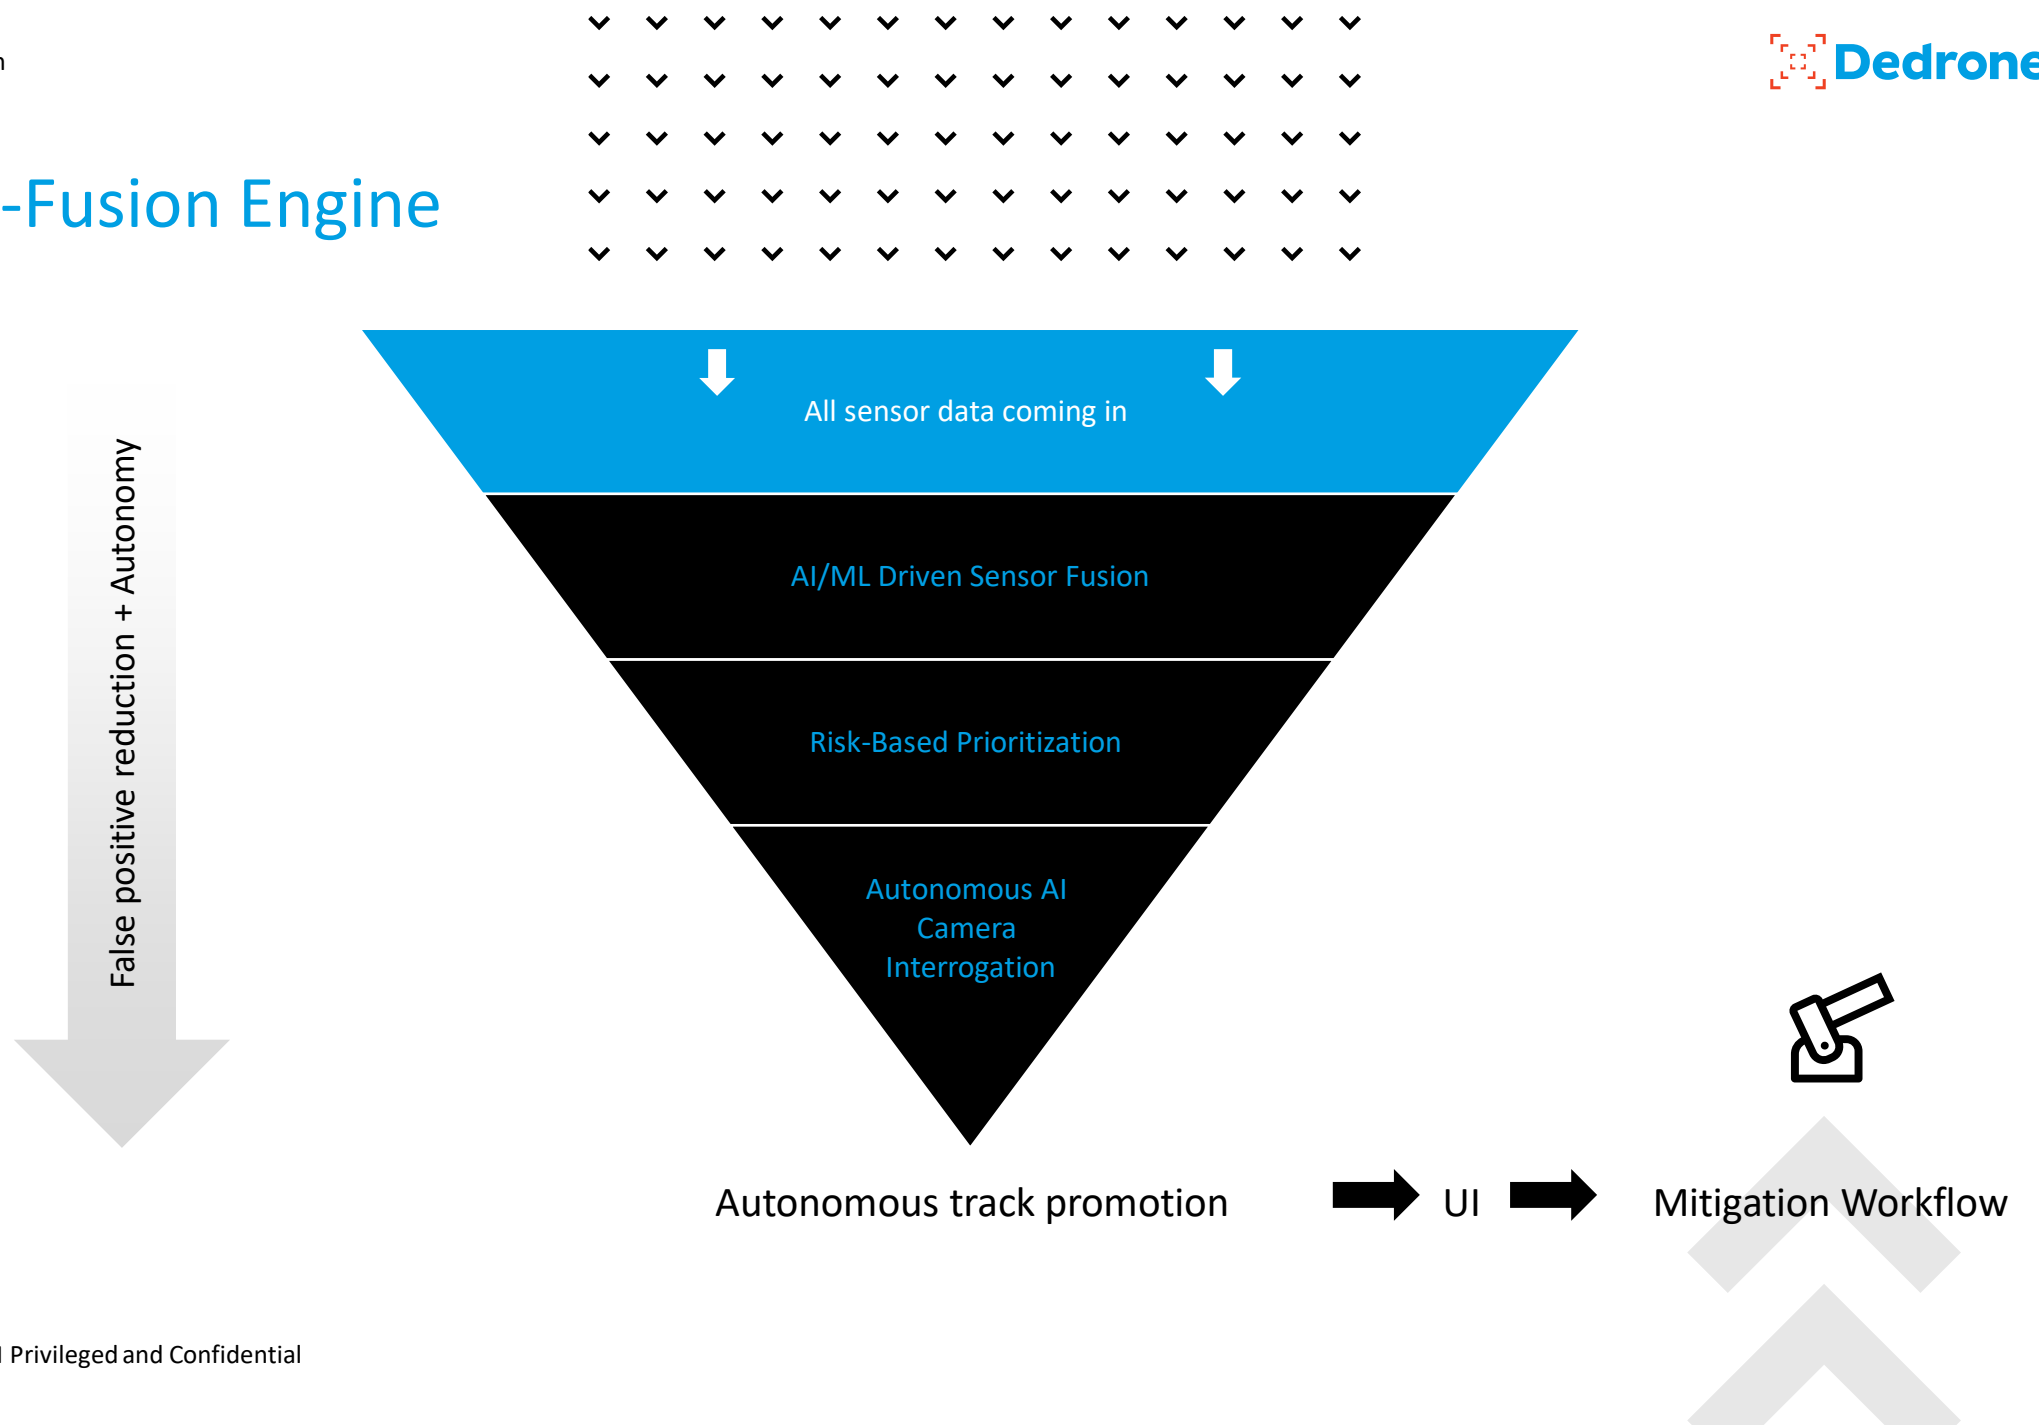 n
Dedrone
-Fusion Engine
All sensor data coming in
AI/ML Driven Sensor Fusion
Risk-Based Prioritization
Autonomous AI
Camera
Interrogation
False positive reduction + Autonomy
Autonomous track promotion
UI
Mitigation Workflow
Privileged and Confidential